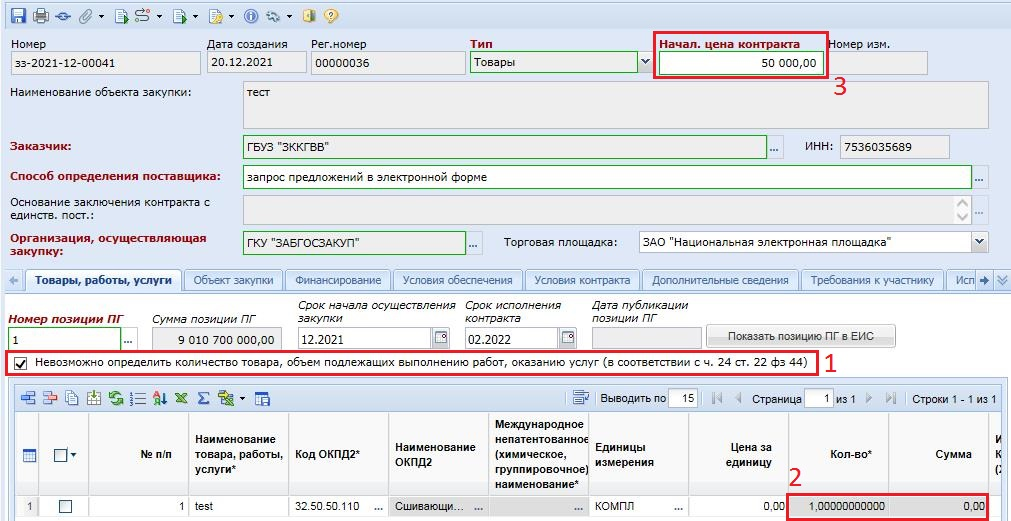 Номер Дата создания Рег.номер Тип Начал. цена контракта Номер изм.
зз-2021-12-00041 20.12.2021 00000036 Товары 50 000,00
3
Наименование объекта закупки: тест
Заказчик: ГБУЗ "ЗККГВВ" ... ИНН: 7536035689
Способ определения поставщика: запрос предложений в электронной форме ...
Основание заключения контракта с
единств. пост.: ...
Организация, осуществляющая
закупку: ГКУ "ЗАБГОСЗАКУП" ... Торговая площадка: ЗАО "Национальная электронная площадка"
Товары, работы, услуги Объект закупки Финансирование Условия обеспечения Условия контракта Дополнительные сведения Требования к участнику Исп
Номер позиции ПГ Сумма позиции ПГ Срок начала осуществления
закупки Срок исполнения
контракта Дата публикации
позиции ПГ
1 ... 9 010 700 000,00 12.2021 02.2022 Показать позицию ПГ в ЕИС
Невозможно определить количество товара, объем подлежащих выполнению работ, оказанию услуг (в соответствии с ч. 24 ст. 22 фз 44) 1
Выводить по 15 Страница 1 из 1 Строки 1 - 1 из 1
№ п/п
Наименование
товара, работы,
услуги*
Код ОКПД2*
Наименование
ОКПД2
Международное
непатентованное
(химическое,
группировочное)
наименование*
Единицы
измерения
Цена за
единицу
Кол-во*
Сумма
И
К
(Х
2
1 1 test 32.50.50.110 ... Сшивающи... ... ... КОМПЛ ... 0,00 1,00000000000 0,00